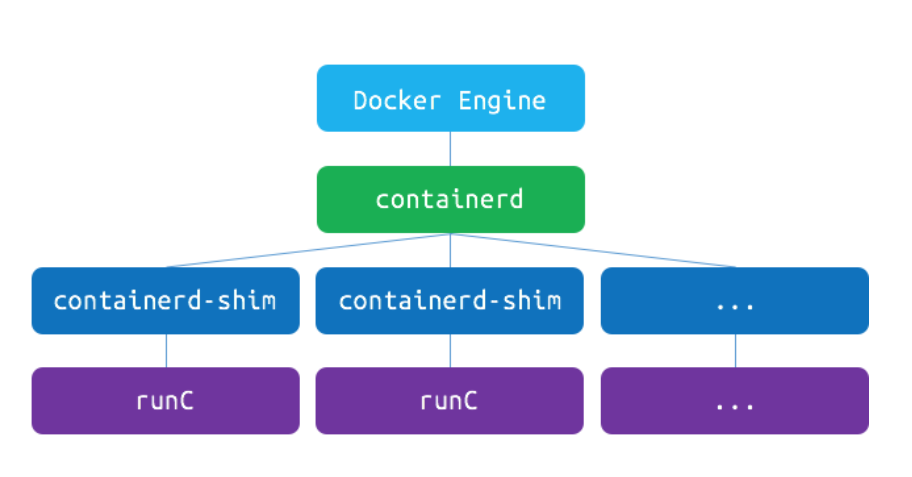 Docker Engine
containerd
containerd-shim
containerd-shim
...
runC
runC
...